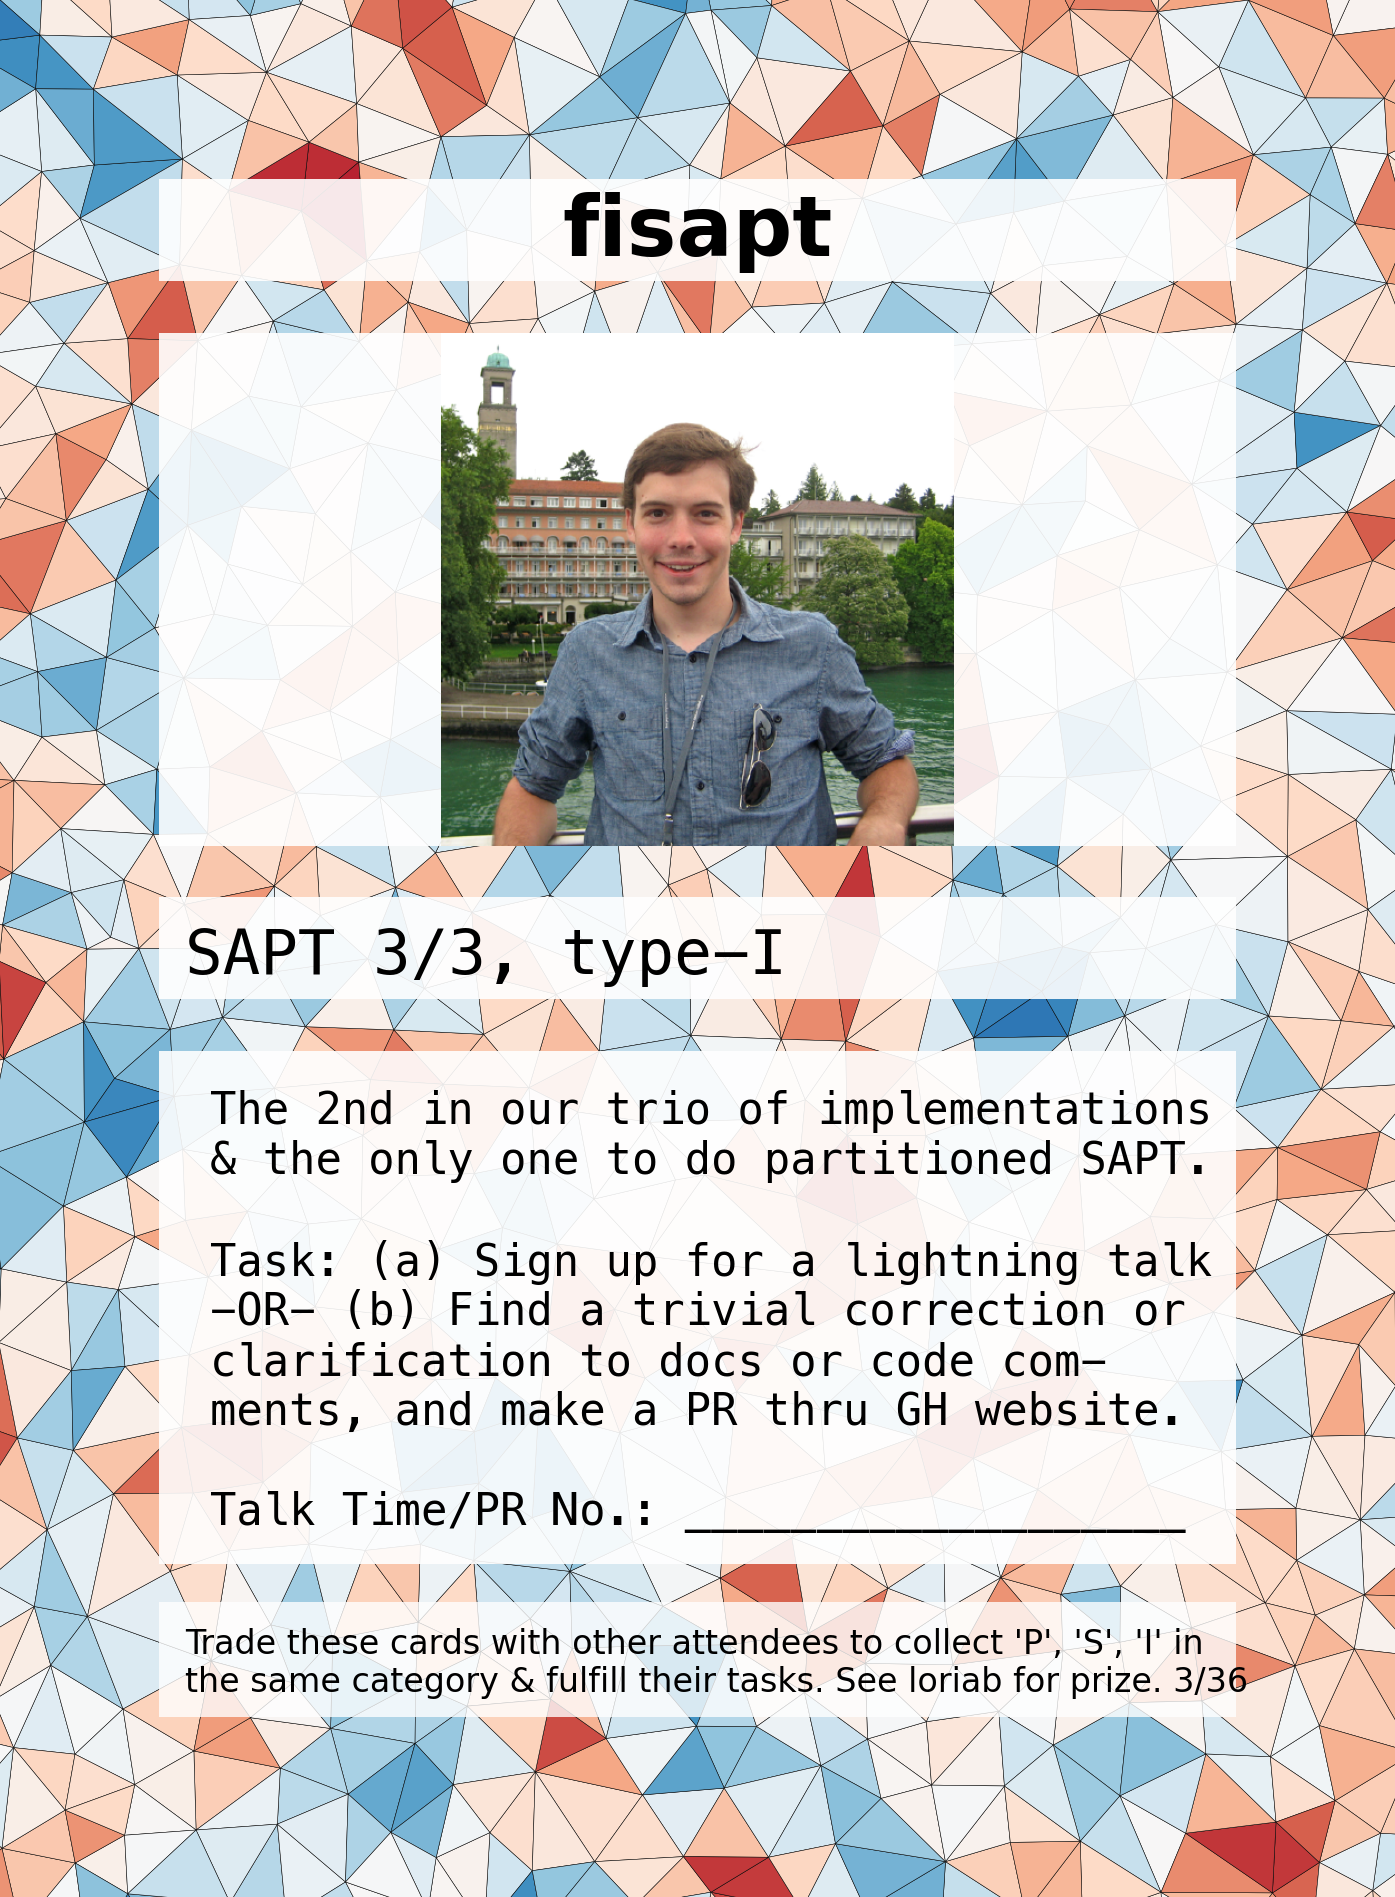 fisapt
SAPT 3/3, type−I
The 2nd in our trio of implementations
& the only one to do partitioned SAPT.
Task: (a) Sign up for a lightning talk
−OR− (b) Find a trivial correction or
clarification to docs or code com−
ments, and make a PR thru GH website.
Talk Time/PR No.: ___________________
Trade these cards with other attendees to collect 'P', 'S', 'I' in
the same category & fulfill their tasks. See loriab for prize. 3/36